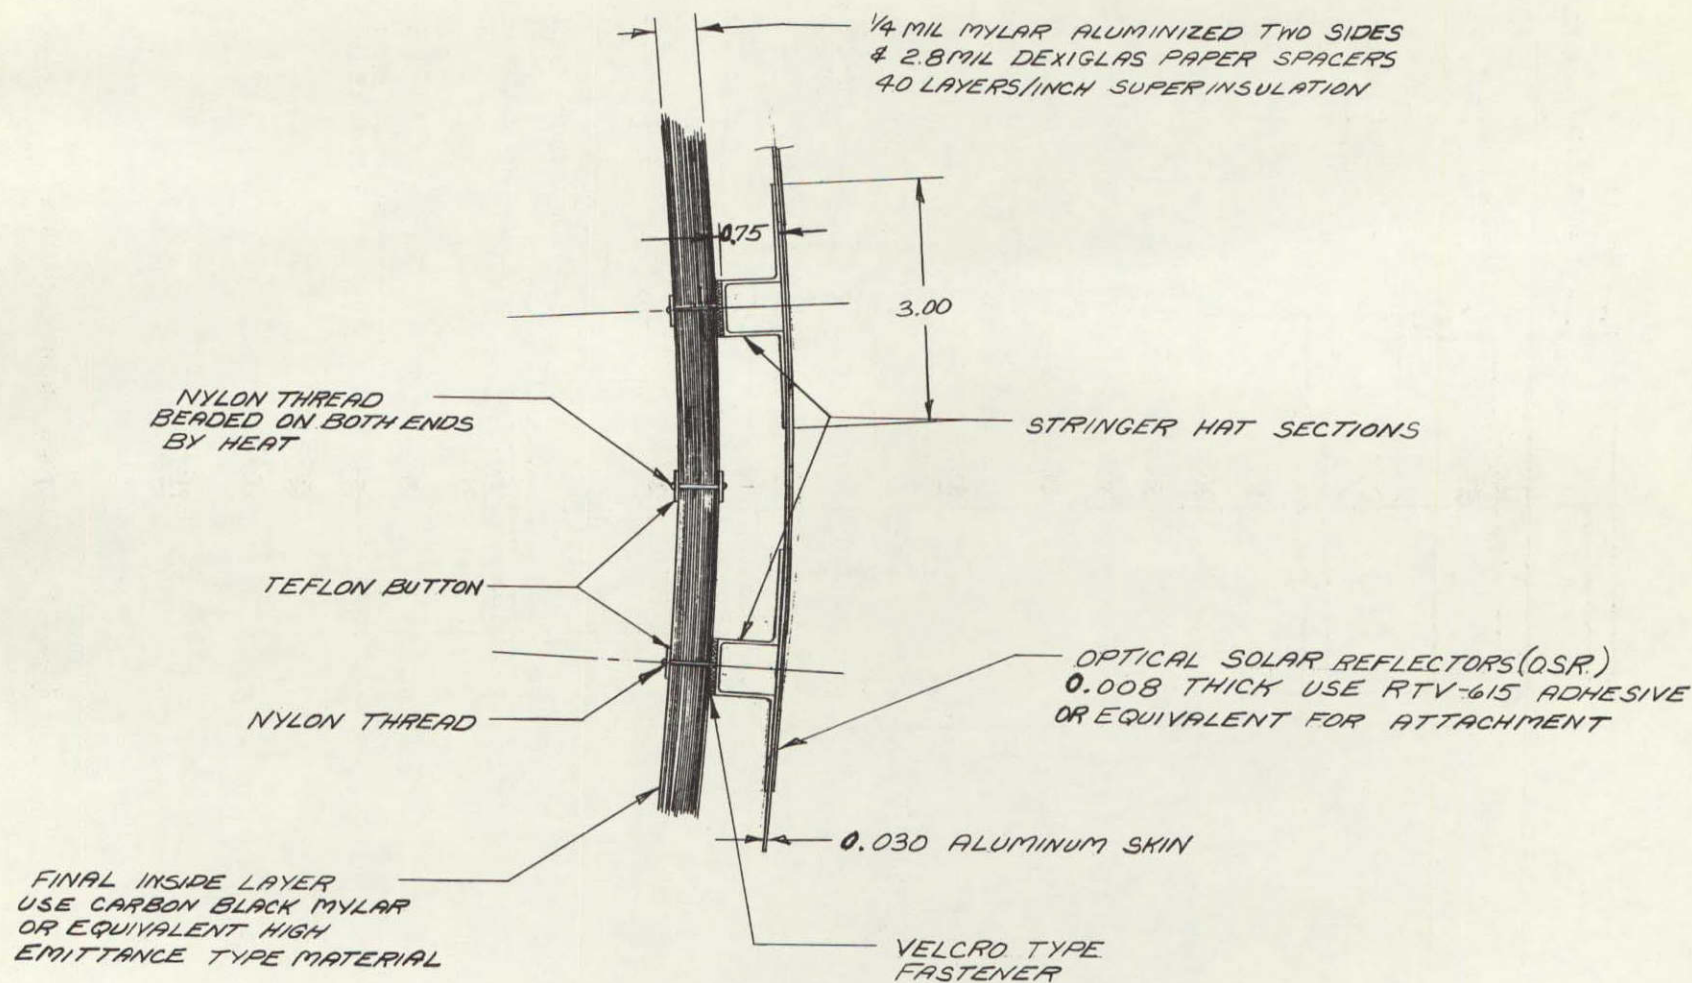 1/4 MIL MYLAR ALUMINIZED TWO SIDES
& 2.8 MIL DEXIGLAS PAPER SPACERS
40 LAYERS/INCH SUPERINSULATION
0.75
3.00
NYLON THREAD
BEADED ON BOTH ENDS
BY HEAT
STRINGER HAT SECTIONS
TEFLON BUTTON
OPTICAL SOLAR REFLECTORS (OSR.)
0.008 THICK USE RTV-615 ADHESIVE
OR EQUIVALENT FOR ATTACHMENT
NYLON THREAD
0.030 ALUMINUM SKIN
FINAL INSIDE LAYER
USE CARBON BLACK MYLAR
OR EQUIVALENT HIGH
EMITTANCE TYPE MATERIAL
VELCRO TYPE
FASTENER